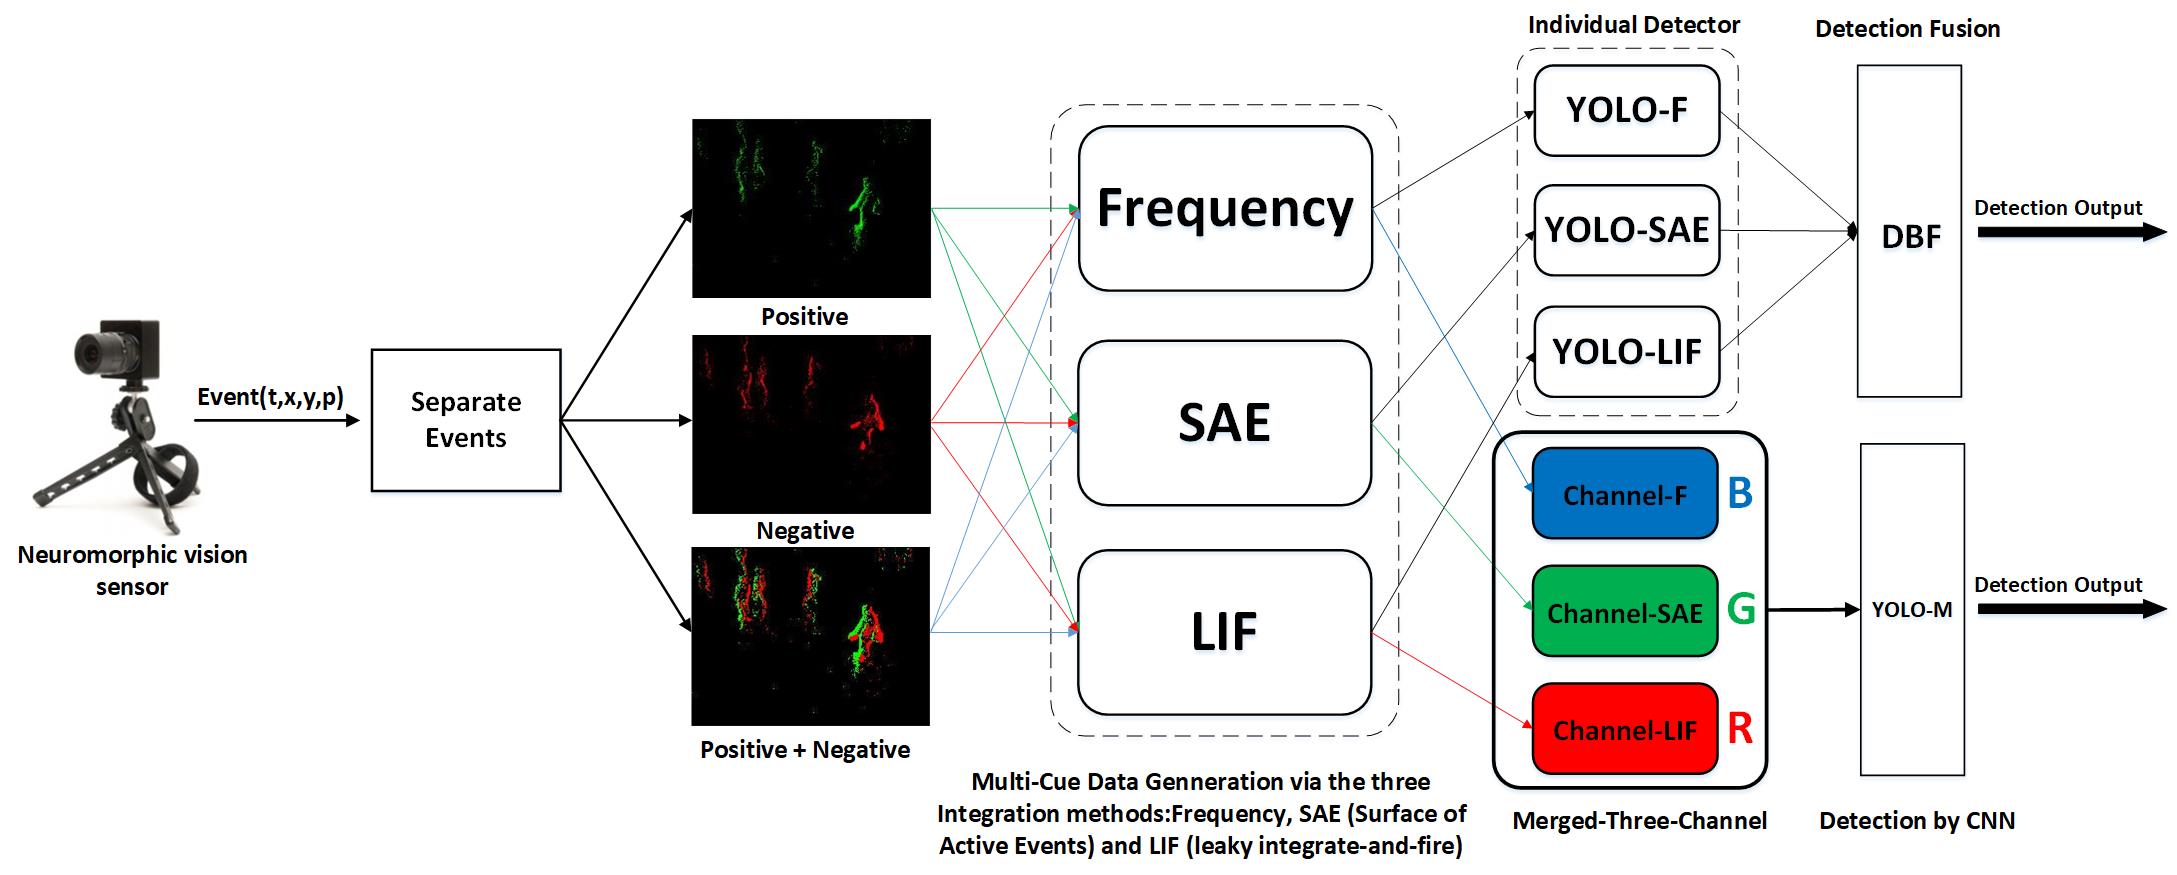 Individual Detector
Detection Fusion
YOLO-F
YOLO-SAE
YOLO-LIF
DBF
Detection Output
Frequency
SAE
LIF
Positive
Negative
Positive + Negative
Event(t,x,y,p)
Separate
Events
Neuromorphic vision
sensor
Channel-F
B
Channel-SAE
G
Channel-LIF
R
YOLO-M
Detection Output
Multi-Cue Data Genneration via the three
Integration methods:Frequency, SAE (Surface of
Active Events) and LIF (leaky integrate-and-fire)
Merged-Three-Channel
Detection by CNN